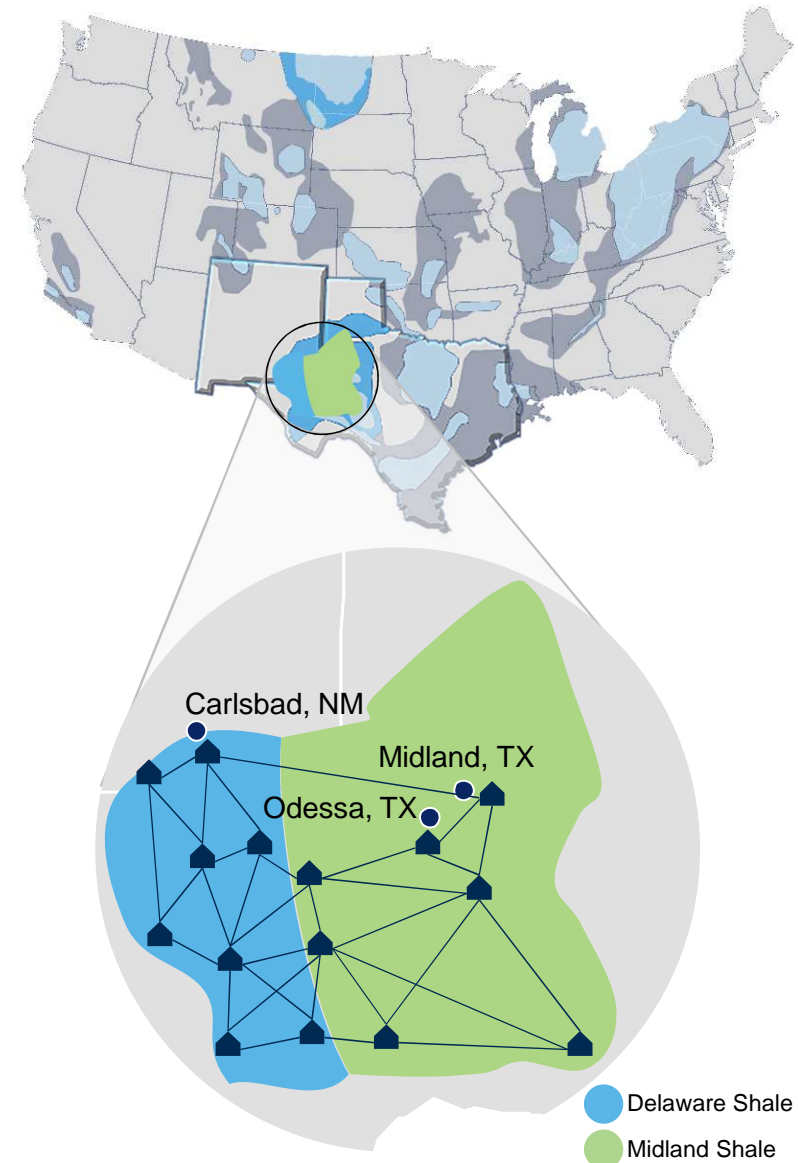 Carlsbad, NM
Midland, TX
Odessa, TX
Delaware Shale
Midland Shale